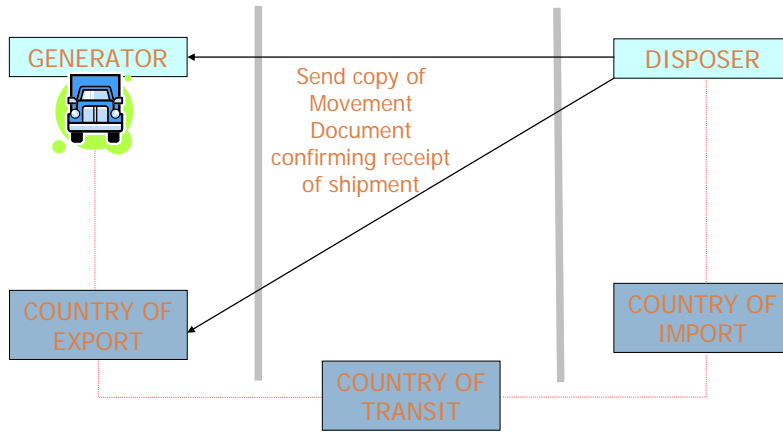 GENERATOR
DISPOSER
Send copy of
Movement
Document
confirming receipt
of shipment
COUNTRY OF
EXPORT
COUNTRY OF
IMPORT
COUNTRY OF
TRANSIT